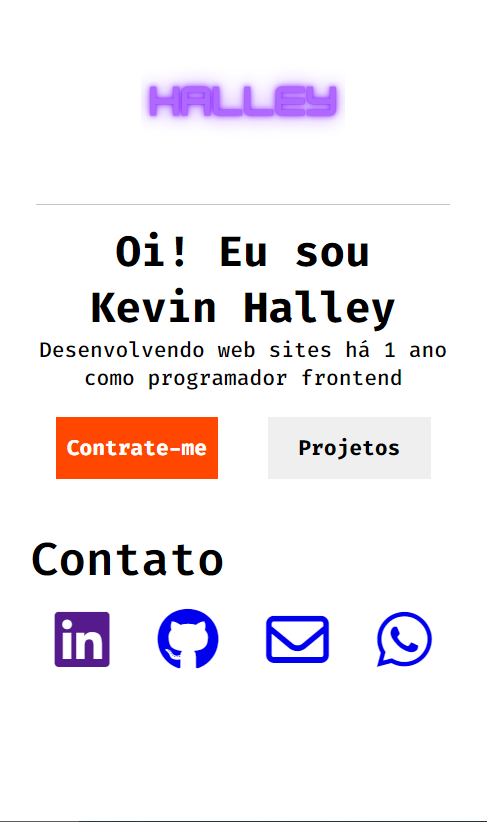 HALLEY
Oi! Eu sou
Kevin Halley
Desenvolvendo web sites há 1 ano
como programador frontend
Contrate-me
Projetos
Contato
in